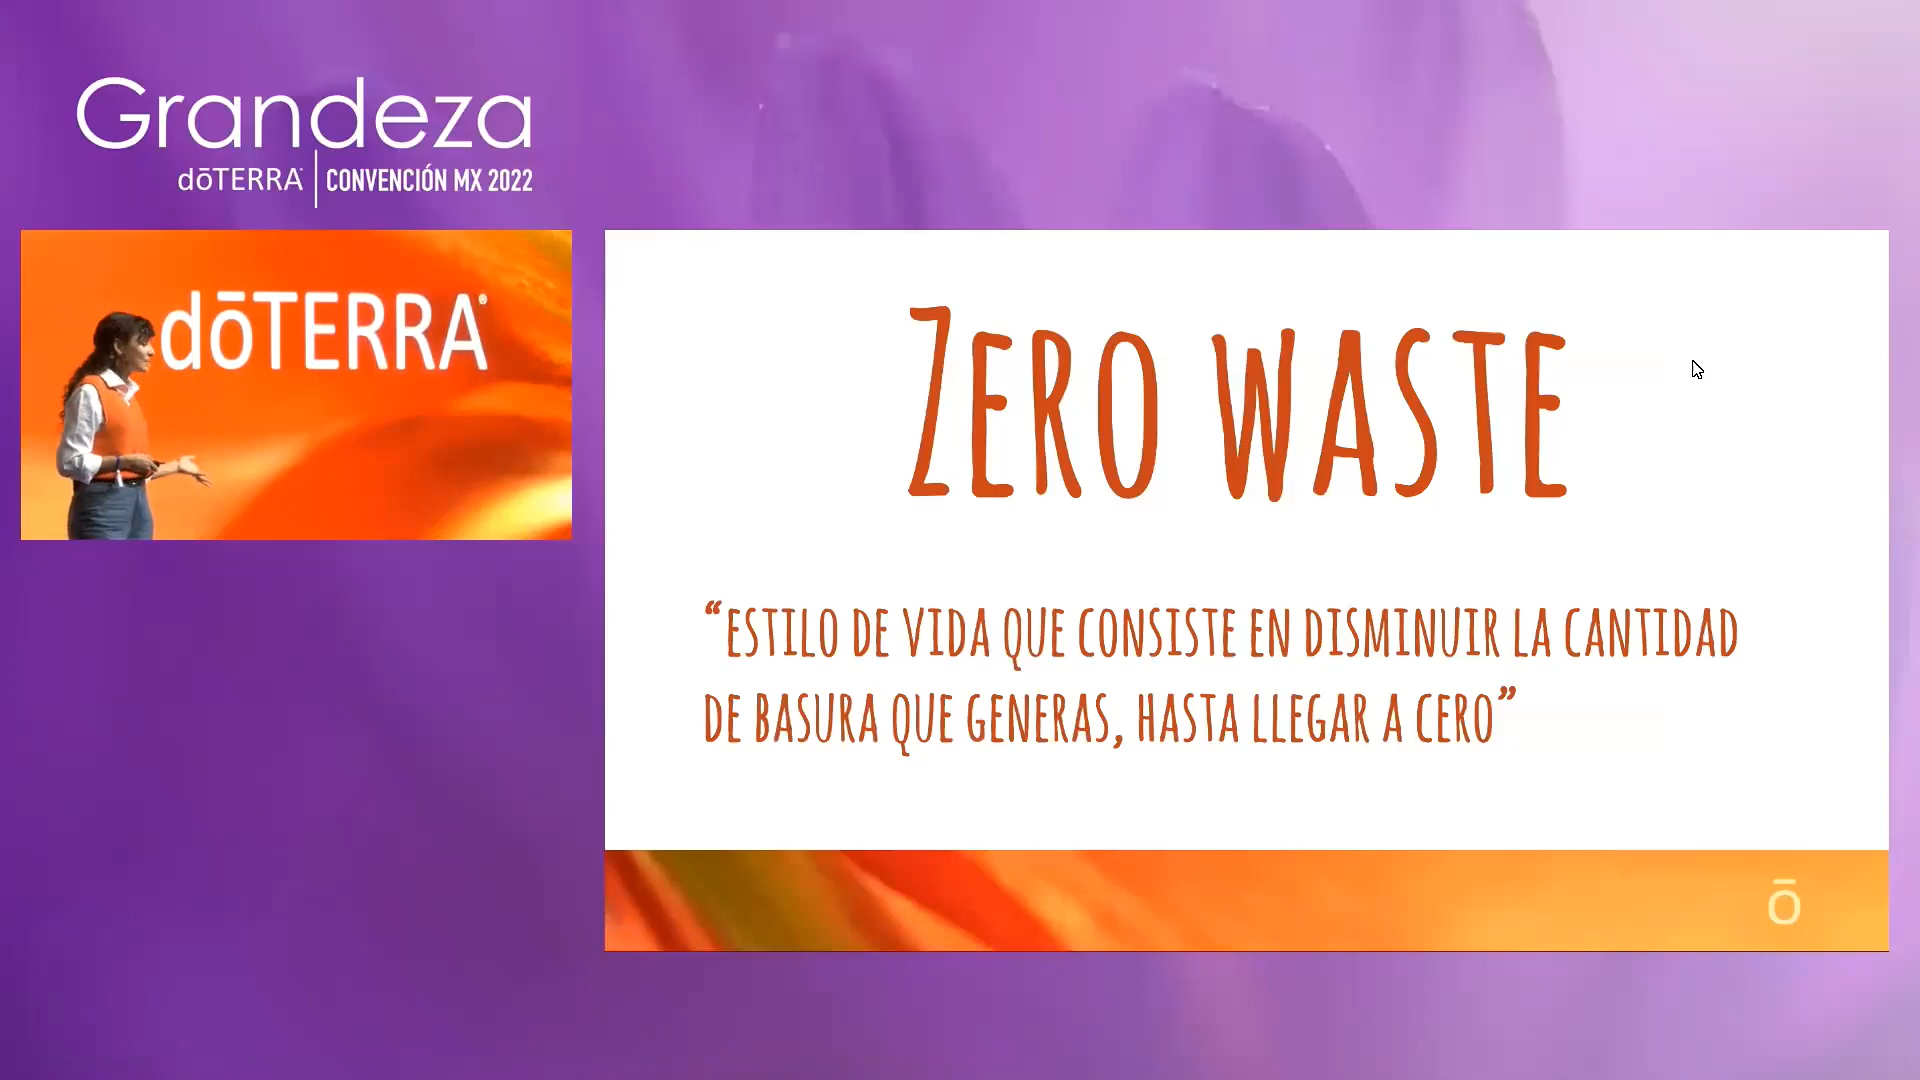 Grandeza
dōTERRA® | CONVENCIÓN MX 2022
dōTERRA®
ZERO WASTE
“ESTILO DE VIDA QUE CONSISTE EN DISMINUIR LA CANTIDAD
DE BASURA QUE GENERAS, HASTA LLEGAR A CERO”
ō